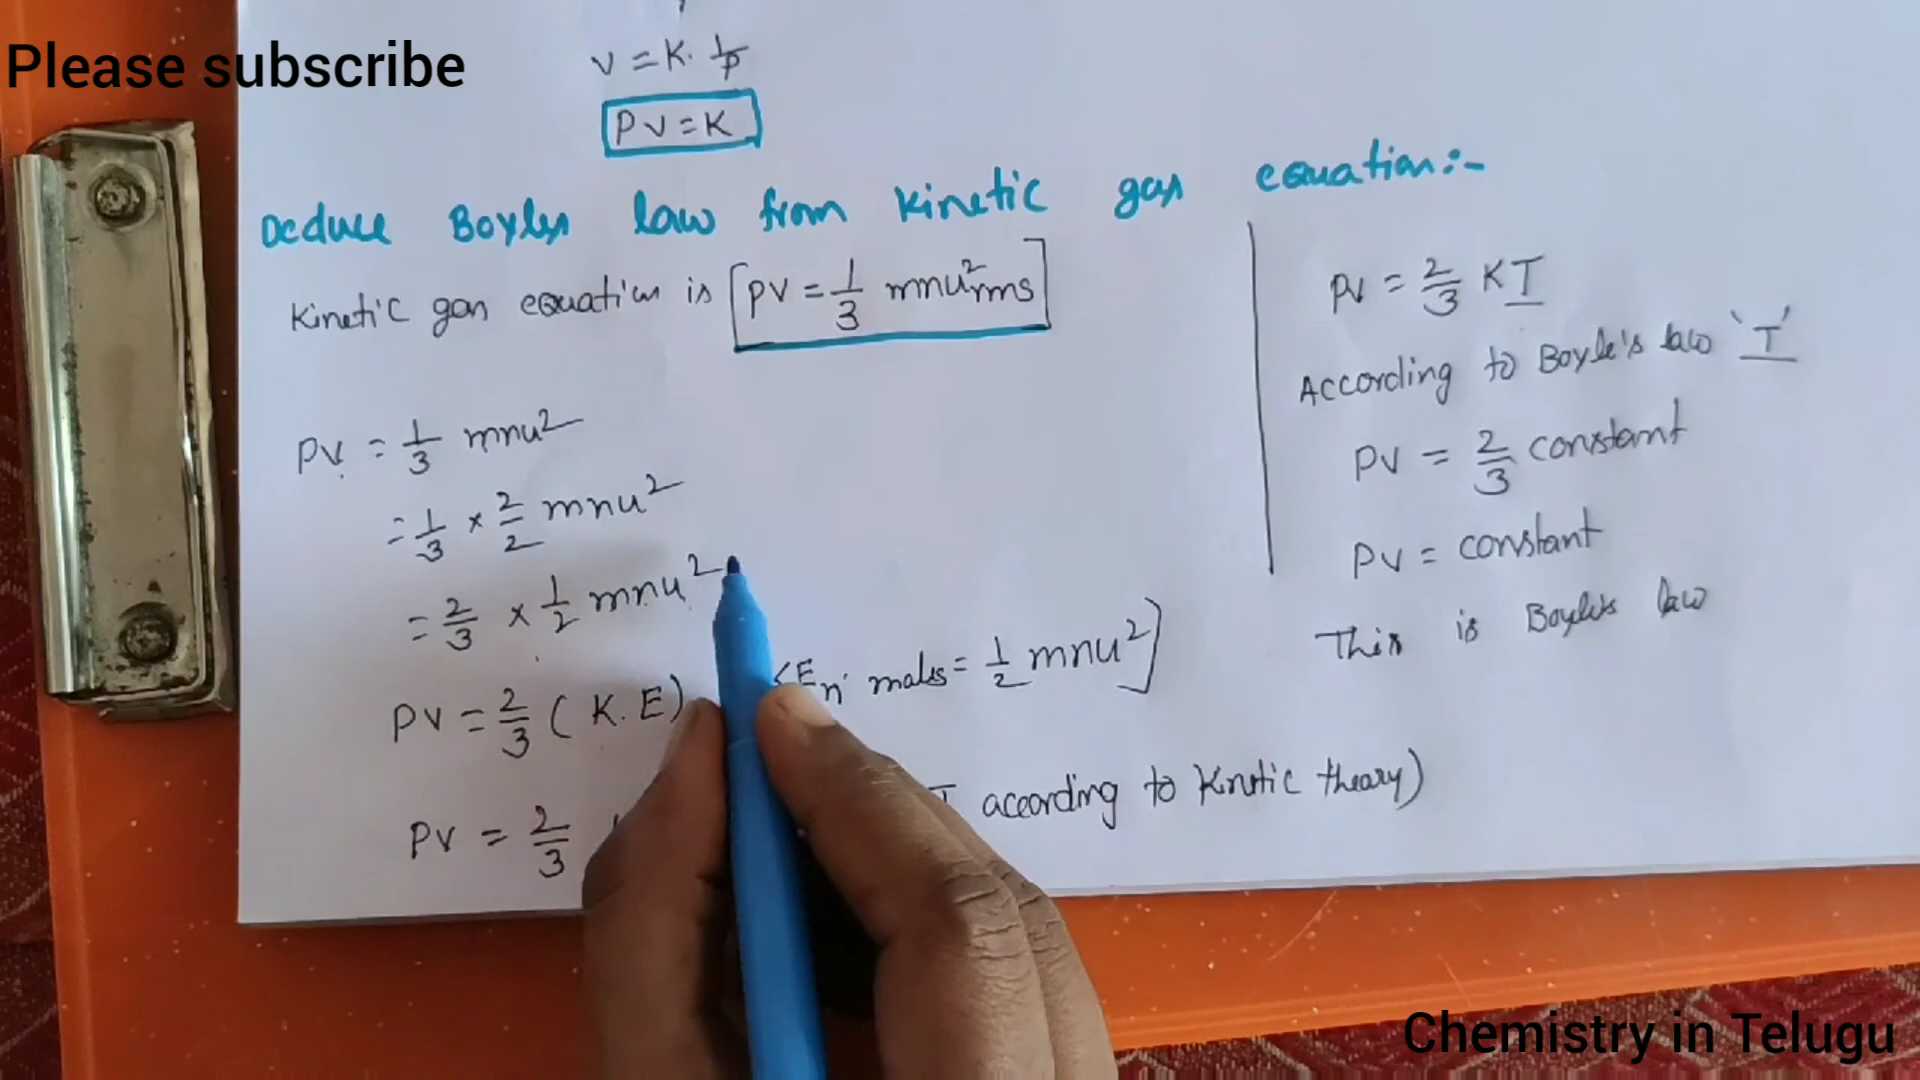 Please subscribe
V = K. 1/P
PV = K
Deduce Boyles law from kinetic gas equation:-
Kinetic gas equation is [PV = 1/3 mnu²rms]
PV = 1/3 mnu²
= 1/3 × 2/2 mnu²
= 2/3 × 1/2 mnu²
PV = 2/3 (K.E)
En' moles = 1/2 mnu²]
PV = 2/3
T according to Kinetic theory)
PV = 2/3 KT
According to Boyle's law 'T'
PV = 2/3 constant
PV = constant
This is Boyle's law
Chemistry in Telugu